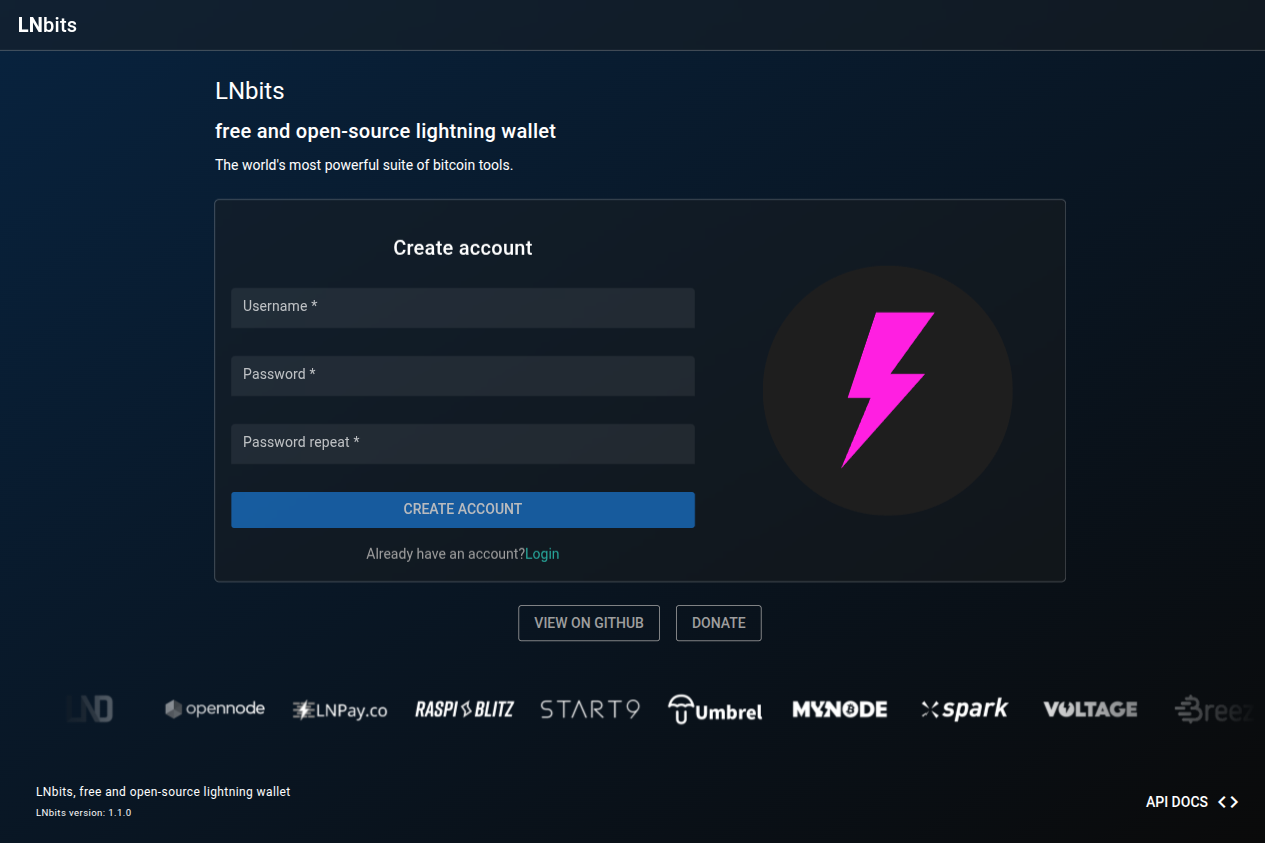 LNbits
LNbits
free and open-source lightning wallet
The world's most powerful suite of bitcoin tools.
Create account
Username *
Password *
Password repeat *
CREATE ACCOUNT
Already have an account?Login
VIEW ON GITHUB
DONATE
LND
opennode
LNPay.co
RASPIBLITZ
START9
Umbrel
MYNODE
spark
VOLTAGE
Breez
LNbits, free and open-source lightning wallet
LNbits version: 1.1.0
API DOCS